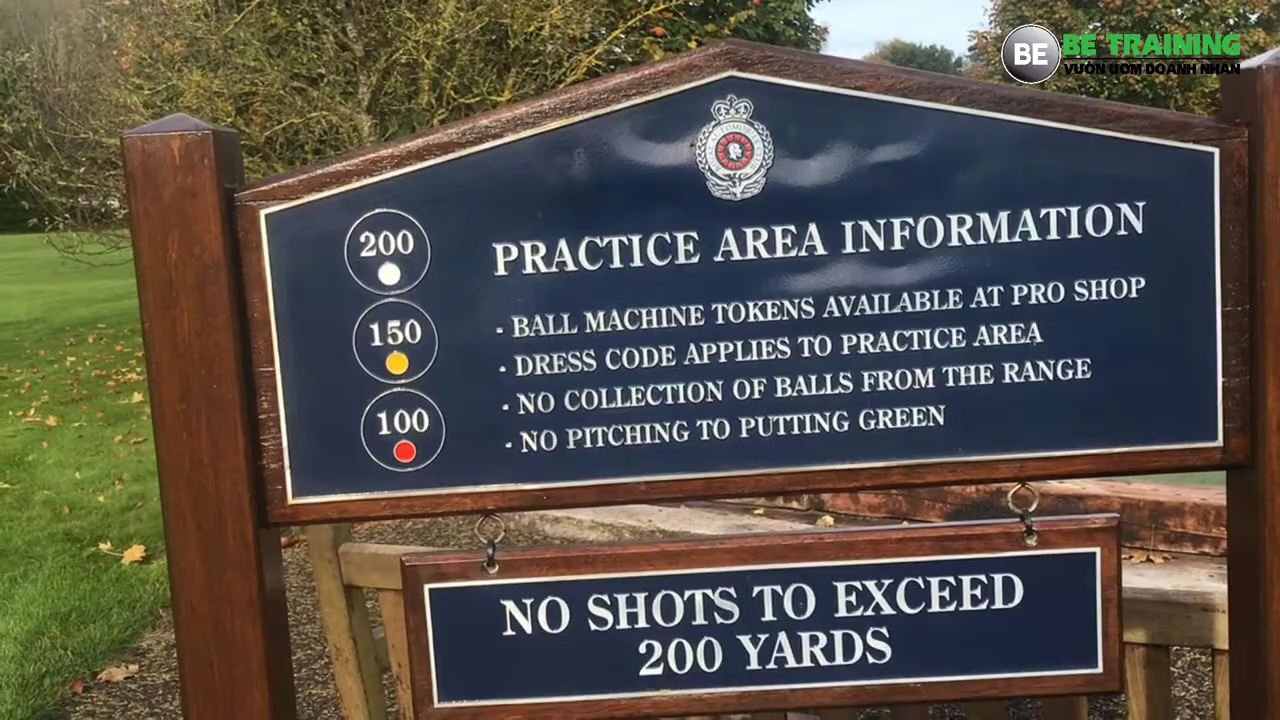 BE BE TRAINING
VƯỜN ƯƠM DOANH NHÂN
200
150
100
PRACTICE AREA INFORMATION
- BALL MACHINE TOKENS AVAILABLE AT PRO SHOP
- DRESS CODE APPLIES TO PRACTICE AREA
- NO COLLECTION OF BALLS FROM THE RANGE
- NO PITCHING TO PUTTING GREEN
NO SHOTS TO EXCEED
200 YARDS